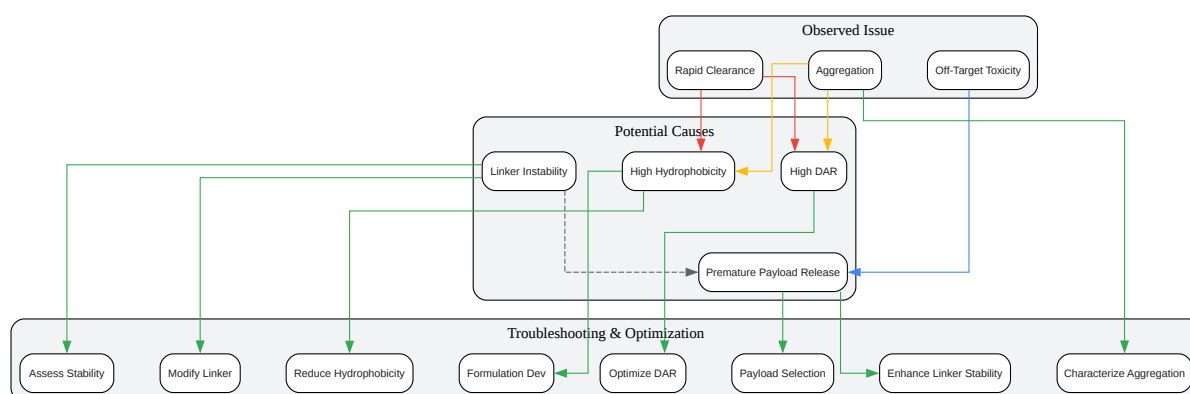 Observed Issue
Rapid Clearance
Aggregation
Off-Target Toxicity
Potential Causes
Linker Instability
High Hydrophobicity
High DAR
Premature Payload Release
Troubleshooting & Optimization
Assess Stability
Modify Linker
Reduce Hydrophobicity
Formulation Dev
Optimize DAR
Payload Selection
Enhance Linker Stability
Characterize Aggregation